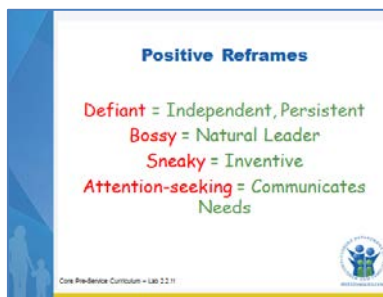 Positive Reframes
Defiant = Independent, Persistent
Bossy = Natural Leader
Sneaky = Inventive
Attention-seeking = Communicates
Needs
Core Pre-Service Curriculum – Lab 2.2.11